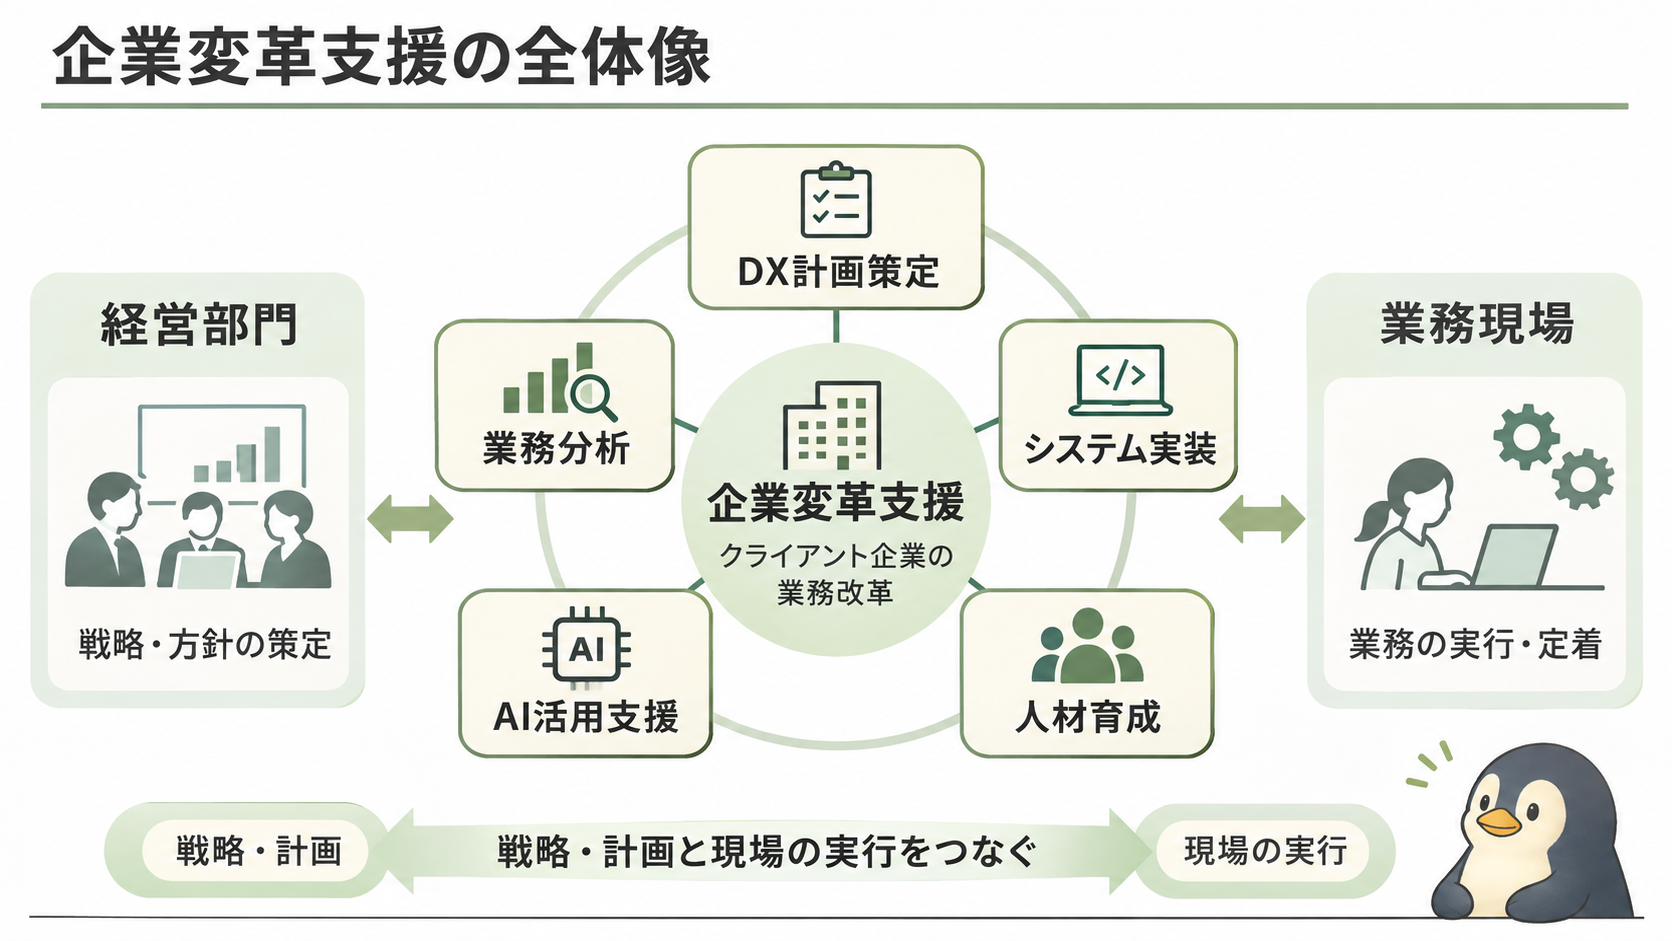 企業変革支援の全体像
DX計画策定
経営部門
戦略・方針の策定
業務分析
企業変革支援
クライアント企業の
業務改革
システム実装
業務現場
業務の実行・定着
</>
AI
AI活用支援
人材育成
戦略・計画
戦略・計画と現場の実行をつなぐ
現場の実行